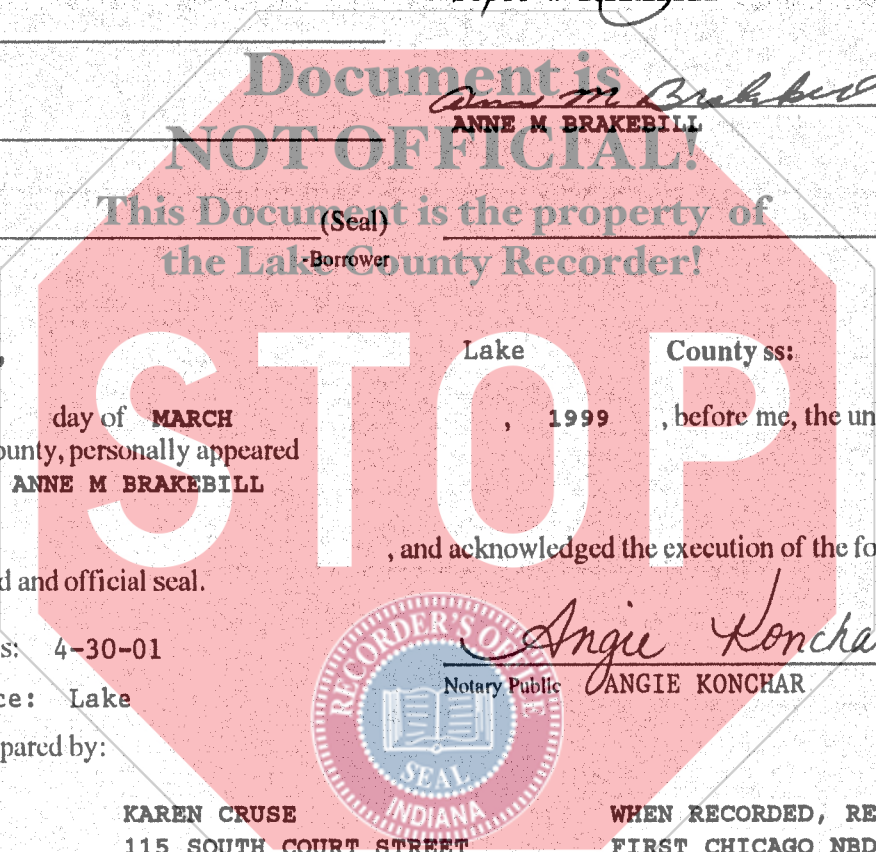 Document is
Anne M Brakebill
ANNE M BRAKEBILL
NOT OFFICIAL!
This Document is the property of
(Seal)
-Borrower
the Lake County Recorder!
STOP
Lake County ss:
day of MARCH , 1999 , before me, the un
ounty, personally appeared
ANNE M BRAKEBILL
, and acknowledged the execution of the fo
d and official seal.
Angie Koncha
s: 4-30-01
Notary Public ANGIE KONCHAR
ce: Lake
pared by:
RECORDER'S OFFICE
SEAL
INDIANA
KAREN CRUSE WHEN RECORDED, RE
115 SOUTH COURT STREET FIRST CHICAGO NBD